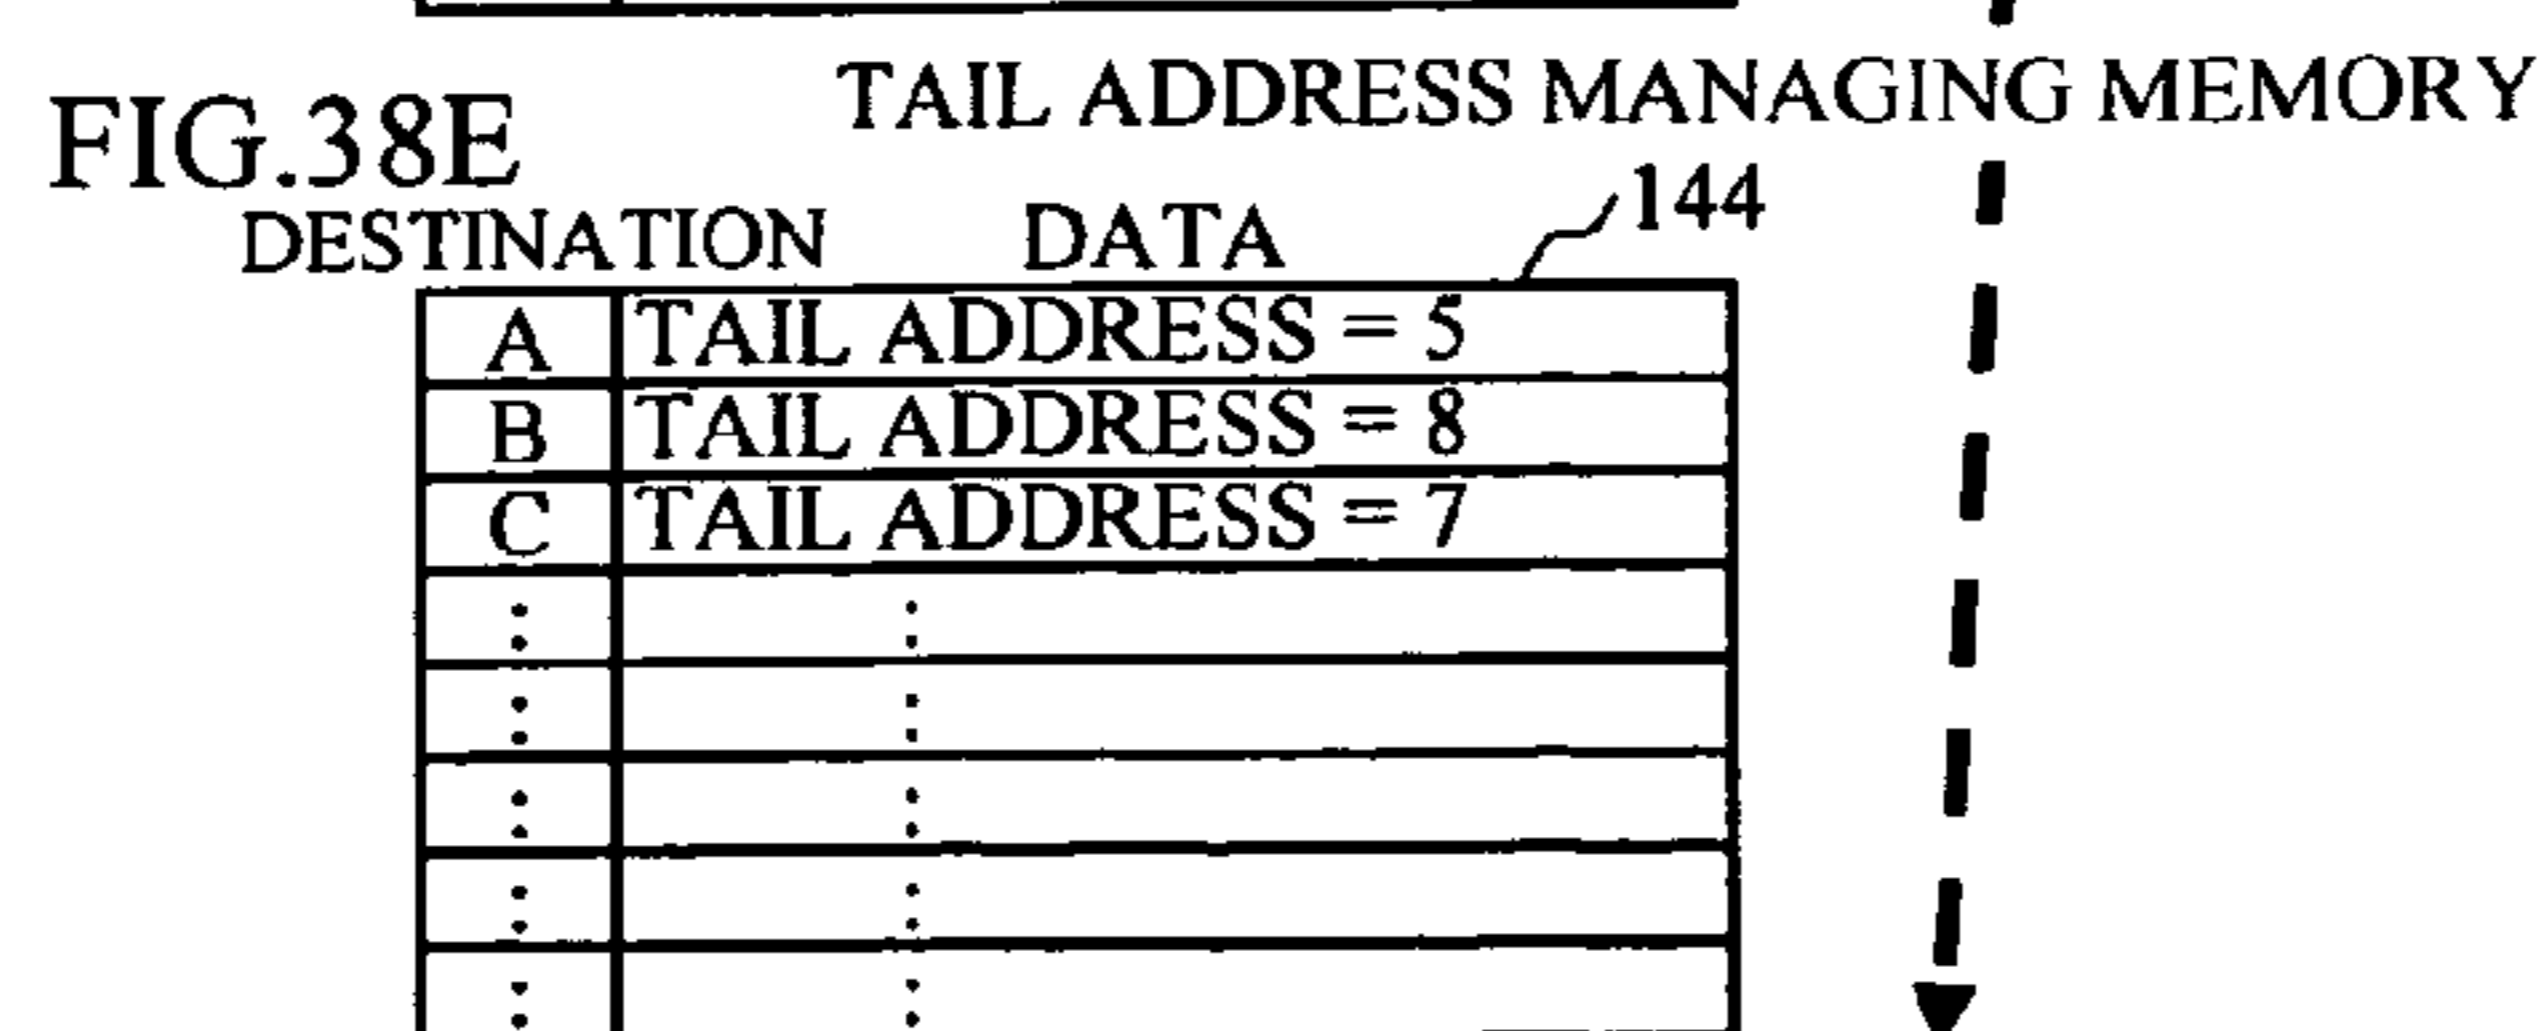 TAIL ADDRESS MANAGING MEMORY
FIG.38E
144
DESTINATION DATA
A TAIL ADDRESS = 5
B TAIL ADDRESS = 8
C TAIL ADDRESS = 7